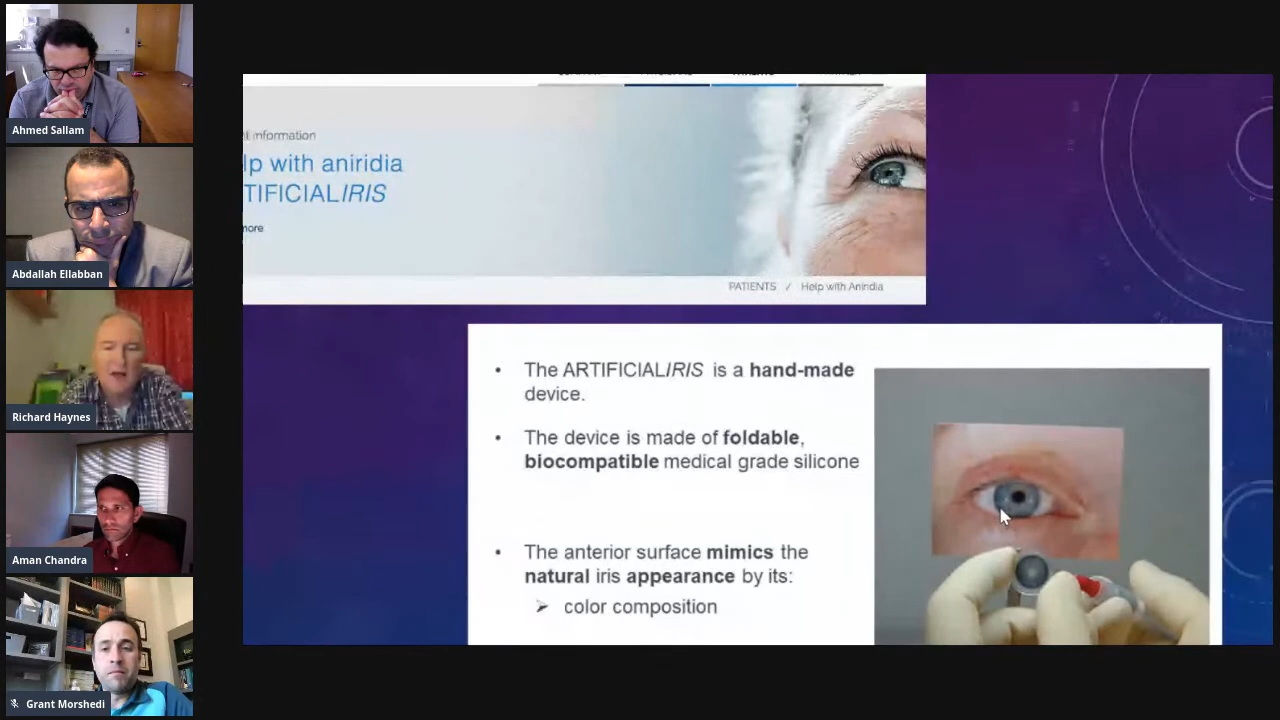 Ahmed Sallam
Abdallah Ellabban
Richard Haynes
Aman Chandra
Grant Morshedi
information
lp with aniridia
TIFICIALIRIS
more
PATIENTS / Help with Aniridia
• The ARTIFICIALIRIS is a hand-made
device.
• The device is made of foldable,
biocompatible medical grade silicone
• The anterior surface mimics the
natural iris appearance by its:
➢ color composition